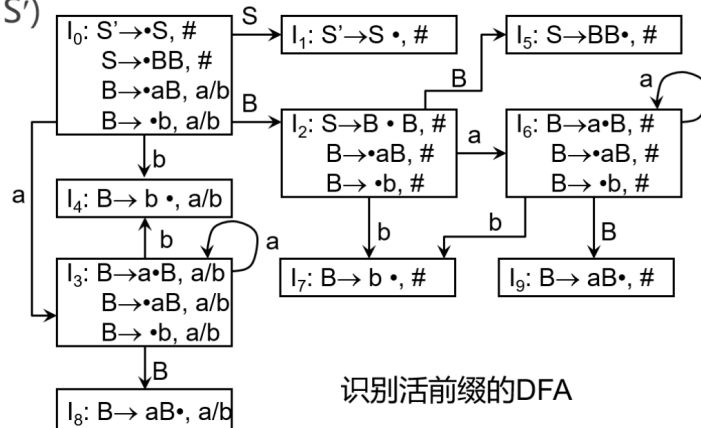 S')
I₀: S'→•S, #
S→•BB, #
B→•aB, a/b
B→ •b, a/b
S
I₁: S'→S •, #
I₅: S→BB•, #
B
B
a
I₂: S→B • B, #
B→•aB, #
B→ •b, #
a
I₆: B→a•B, #
B→•aB, #
B→ •b, #
b
a
I₄: B→ b •, a/b
b
a
b
b
B
I₃: B→a•B, a/b
B→•aB, a/b
B→ •b, a/b
I₇: B→ b •, #
I₉: B→ aB•, #
B
识别活前缀的DFA
I₈: B→ aB•, a/b